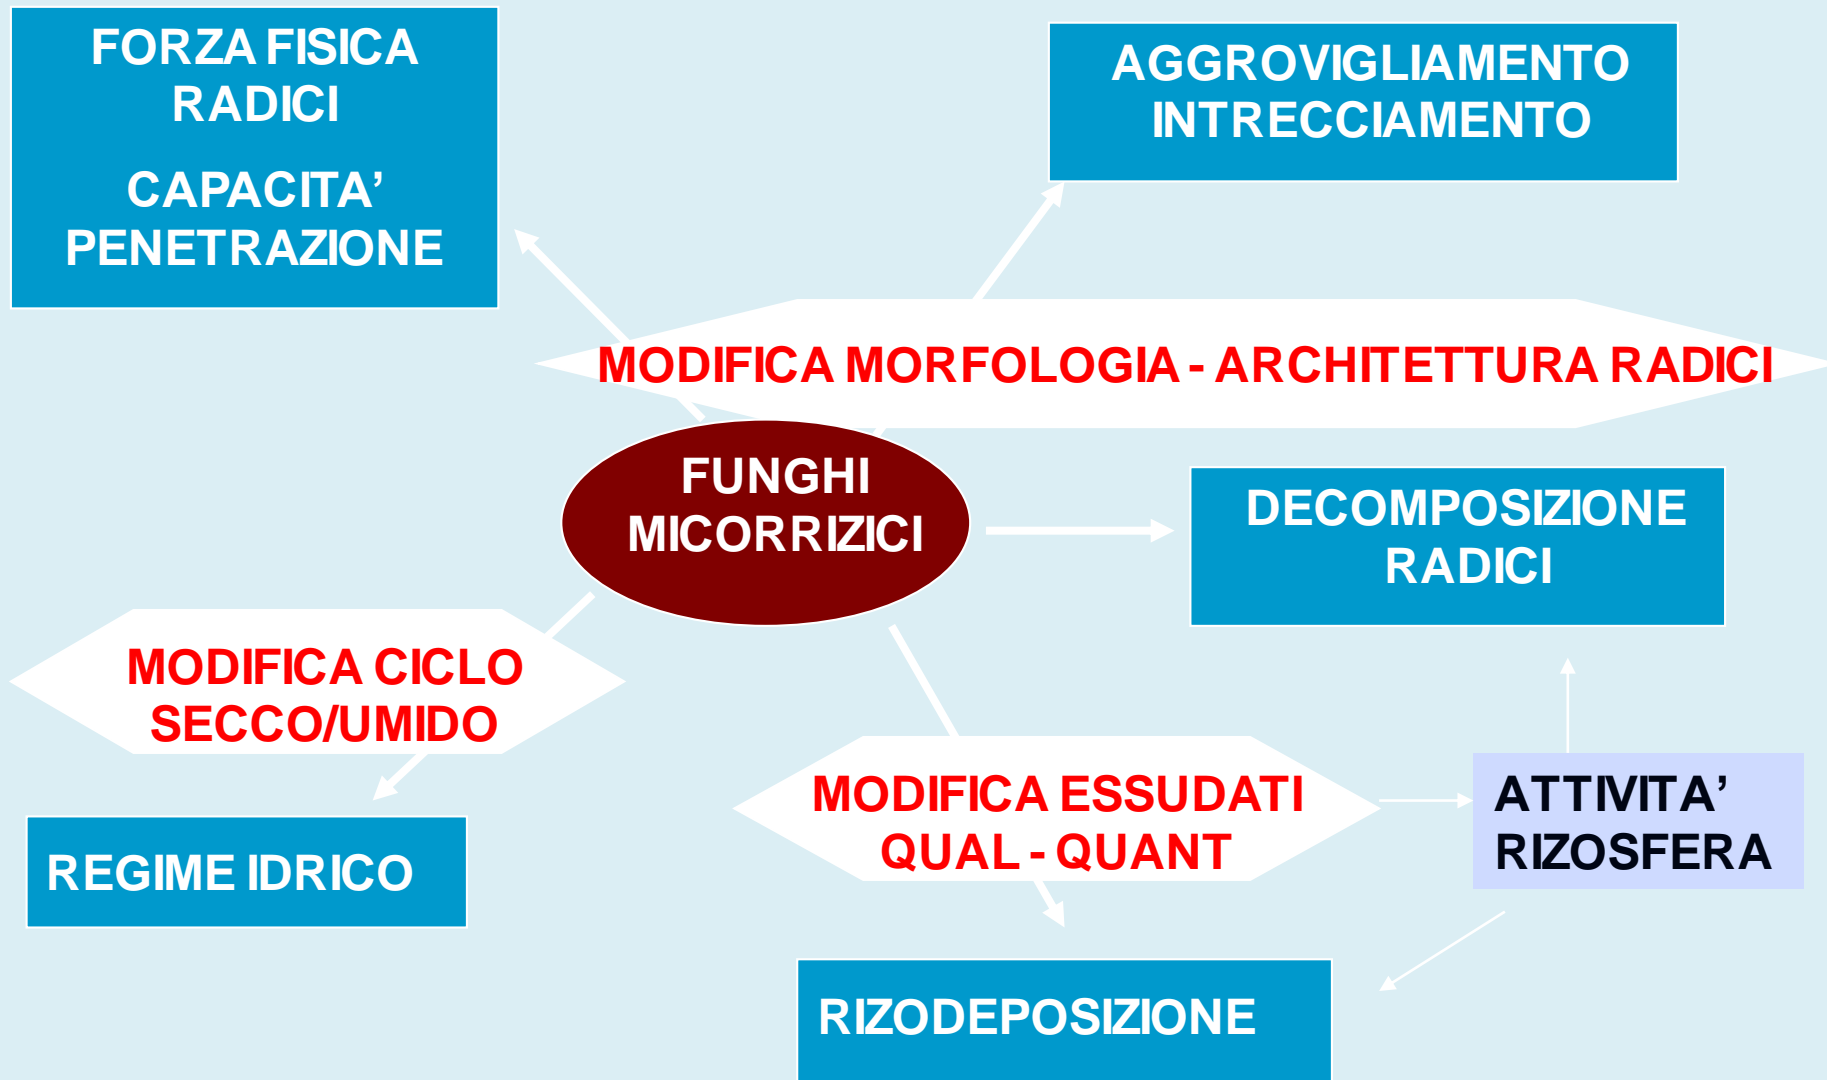 FORZA FISICA
RADICI
CAPACITA’
PENETRAZIONE
AGGROVIGLIAMENTO
INTRECCIAMENTO
MODIFICA MORFOLOGIA - ARCHITETTURA RADICI
FUNGHI
MICORRIZICI
DECOMPOSIZIONE
RADICI
MODIFICA CICLO
SECCO/UMIDO
MODIFICA ESSUDATI
QUAL - QUANT
ATTIVITA’
RIZOSFERA
REGIME IDRICO
RIZODEPOSIZIONE